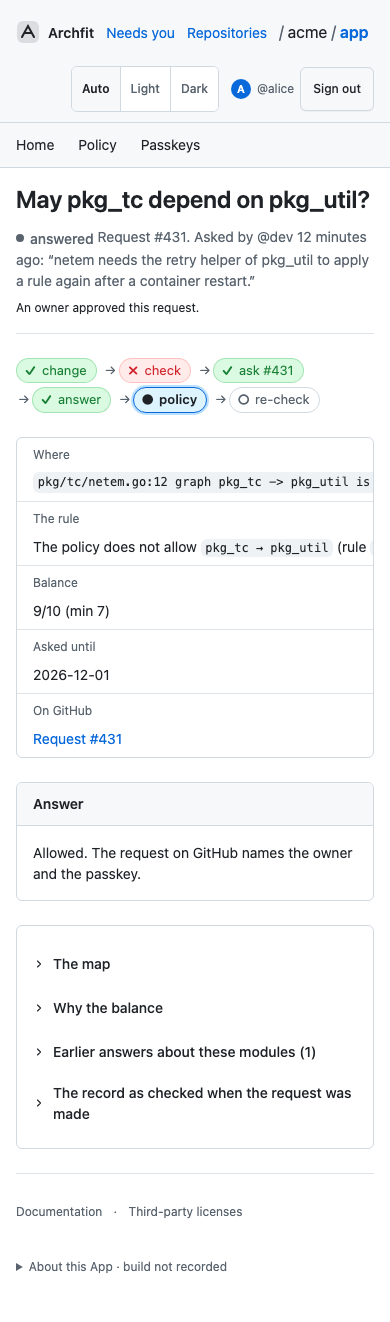 Archfit Needs you Repositories / acme / app
Auto Light Dark A @alice Sign out
Home Policy Passkeys
May pkg_tc depend on pkg_util?
answered Request #431. Asked by @dev 12 minutes
ago: “netem needs the retry helper of pkg_util to apply
a rule again after a container restart.”
An owner approved this request.
change → check → ask #431
→ answer → policy → re-check
Where
pkg/tc/netem.go:12 graph pkg_tc -> pkg_util is
The rule
The policy does not allow pkg_tc → pkg_util (rule
Balance
9/10 (min 7)
Asked until
2026-12-01
On GitHub
Request #431
Answer
Allowed. The request on GitHub names the owner
and the passkey.
The map
Why the balance
Earlier answers about these modules (1)
The record as checked when the request was
made
Documentation · Third-party licenses
About this App · build not recorded